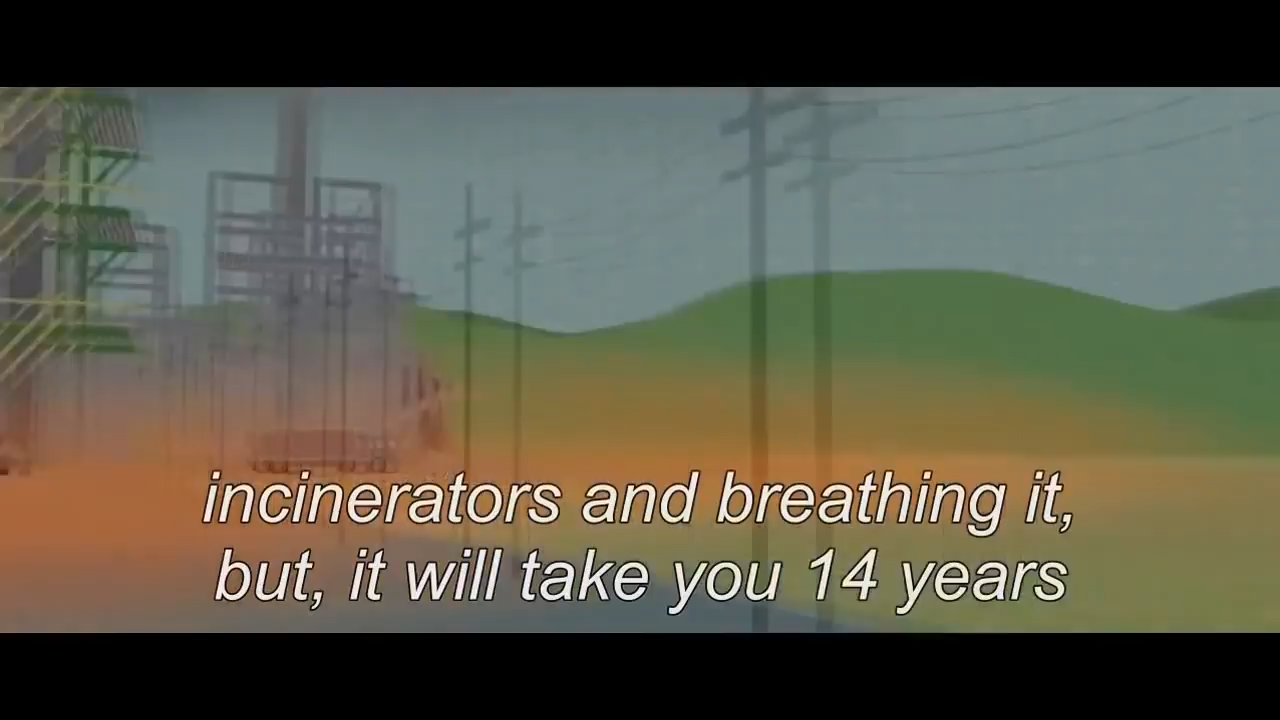 incinerators and breathing it,
but, it will take you 14 years